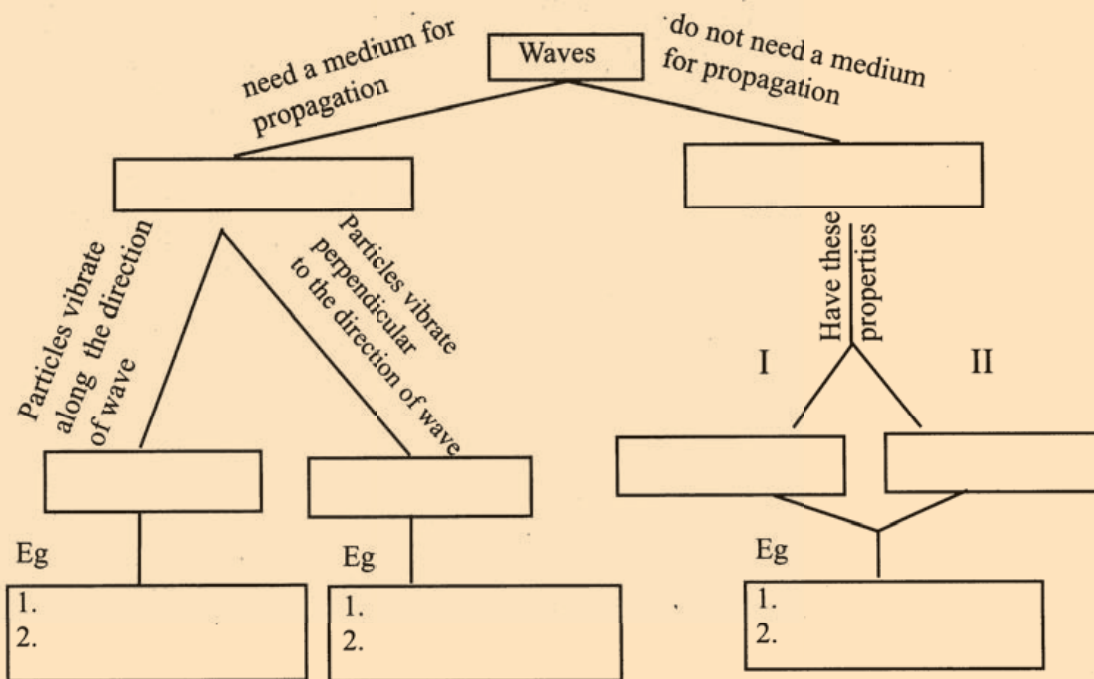 Waves
need a medium for
propagation
do not need a medium
for propagation
Particles vibrate
along the direction
of wave
Particles vibrate
perpendicular
to the direction of wave
Have these
properties
I
II
Eg
1.
2.
Eg
1.
2.
Eg
1.
2.